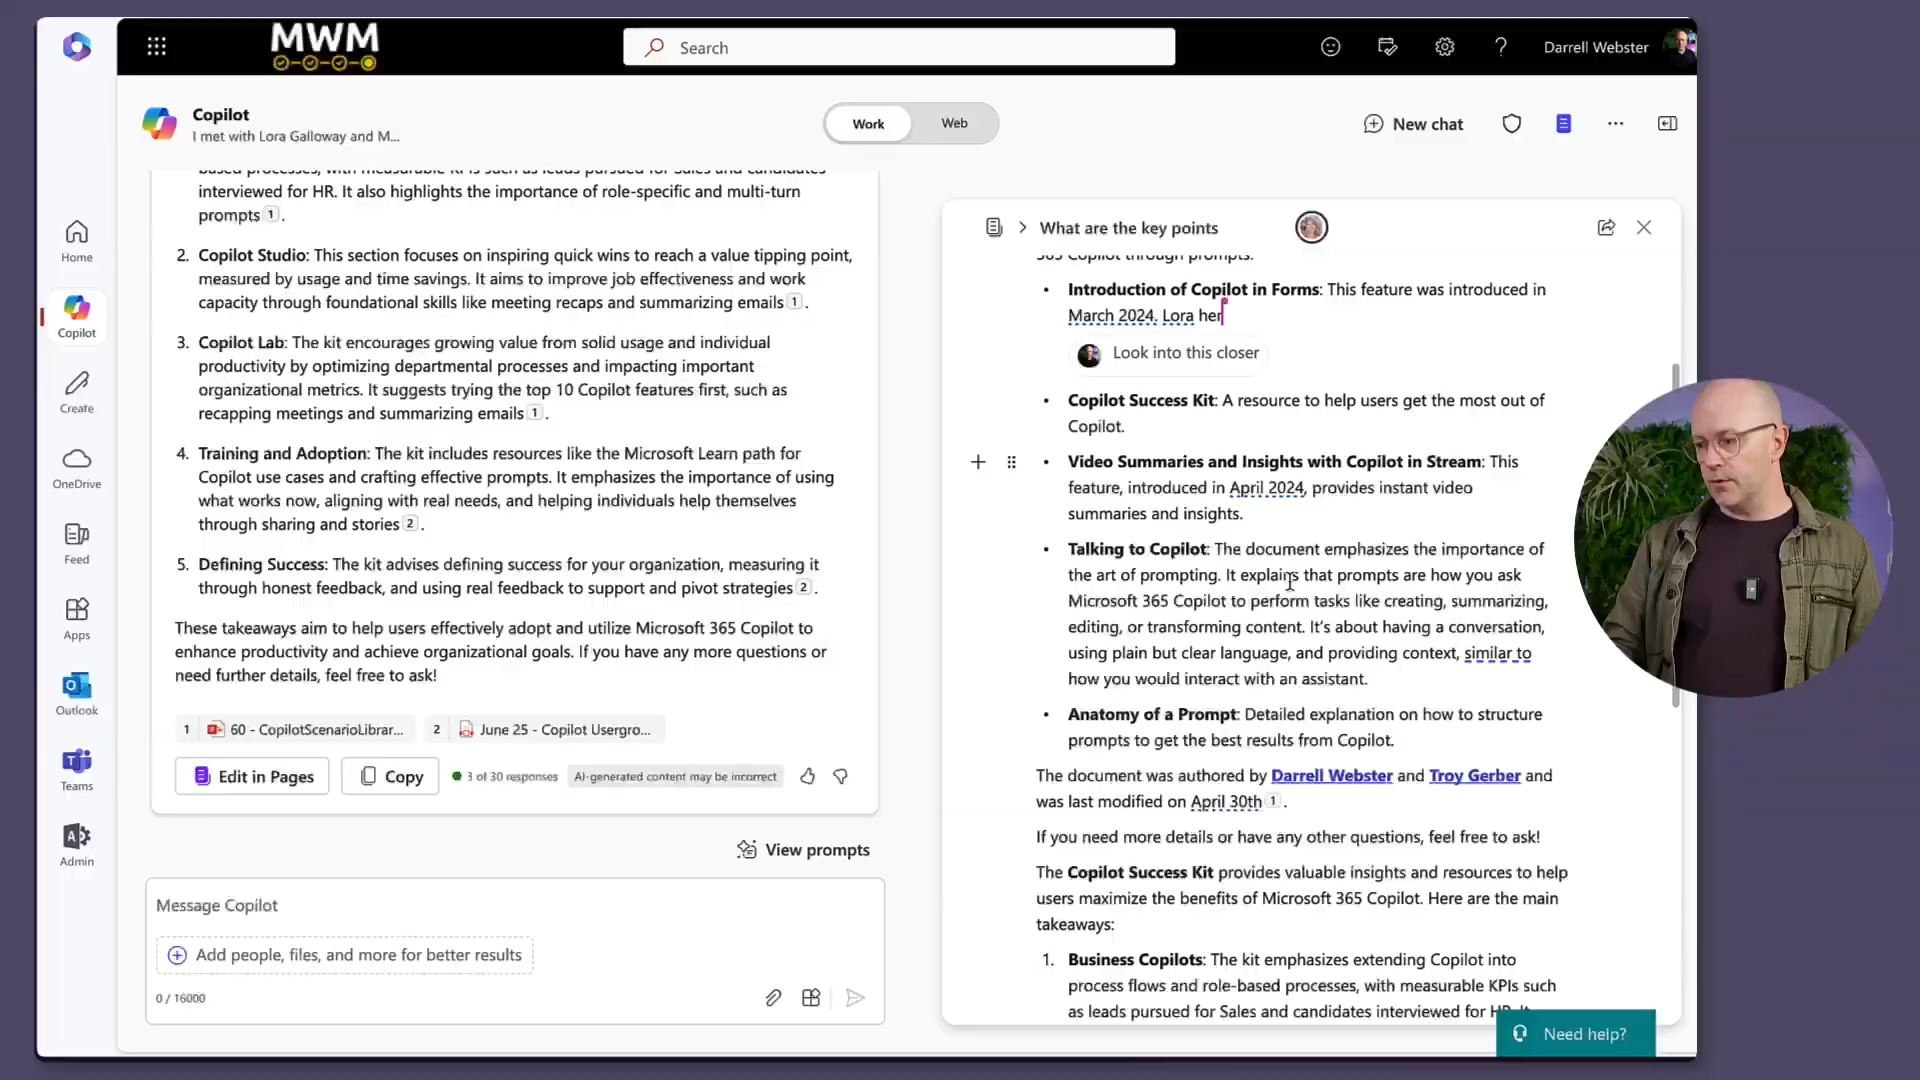 MWM
Search
Darrell Webster
Copilot
I met with Lora Galloway and M...
Work
Web
New chat
Home
Copilot
Create
OneDrive
Feed
Apps
Outlook
Teams
Admin
based processes, with measurable KPIs such as leads pursued for Sales and candidates
interviewed for HR. It also highlights the importance of role-specific and multi-turn
prompts 1 .
2. Copilot Studio: This section focuses on inspiring quick wins to reach a value tipping point,
measured by usage and time savings. It aims to improve job effectiveness and work
capacity through foundational skills like meeting recaps and summarizing emails 1 .
3. Copilot Lab: The kit encourages growing value from solid usage and individual
productivity by optimizing departmental processes and impacting important
organizational metrics. It suggests trying the top 10 Copilot features first, such as
recapping meetings and summarizing emails 1 .
4. Training and Adoption: The kit includes resources like the Microsoft Learn path for
Copilot use cases and crafting effective prompts. It emphasizes the importance of using
what works now, aligning with real needs, and helping individuals help themselves
through sharing and stories 2 .
5. Defining Success: The kit advises defining success for your organization, measuring it
through honest feedback, and using real feedback to support and pivot strategies 2 .
These takeaways aim to help users effectively adopt and utilize Microsoft 365 Copilot to
enhance productivity and achieve organizational goals. If you have any more questions or
need further details, feel free to ask!
1 60 - CopilotScenarioLibrar... 2 June 25 - Copilot Usergro...
Edit in Pages Copy 3 of 30 responses AI-generated content may be incorrect
View prompts
Message Copilot
Add people, files, and more for better results
0 / 16000
What are the key points
365 Copilot through prompts.
• Introduction of Copilot in Forms: This feature was introduced in
March 2024. Lora her
Look into this closer
• Copilot Success Kit: A resource to help users get the most out of
Copilot.
• Video Summaries and Insights with Copilot in Stream: This
feature, introduced in April 2024, provides instant video
summaries and insights.
• Talking to Copilot: The document emphasizes the importance of
the art of prompting. It explains that prompts are how you ask
Microsoft 365 Copilot to perform tasks like creating, summarizing,
editing, or transforming content. It's about having a conversation,
using plain but clear language, and providing context, similar to
how you would interact with an assistant.
• Anatomy of a Prompt: Detailed explanation on how to structure
prompts to get the best results from Copilot.
The document was authored by Darrell Webster and Troy Gerber and
was last modified on April 30th 1 .
If you need more details or have any other questions, feel free to ask!
The Copilot Success Kit provides valuable insights and resources to help
users maximize the benefits of Microsoft 365 Copilot. Here are the main
takeaways:
1. Business Copilots: The kit emphasizes extending Copilot into
process flows and role-based processes, with measurable KPIs such
as leads pursued for Sales and candidates interviewed for HR. It
Need help?